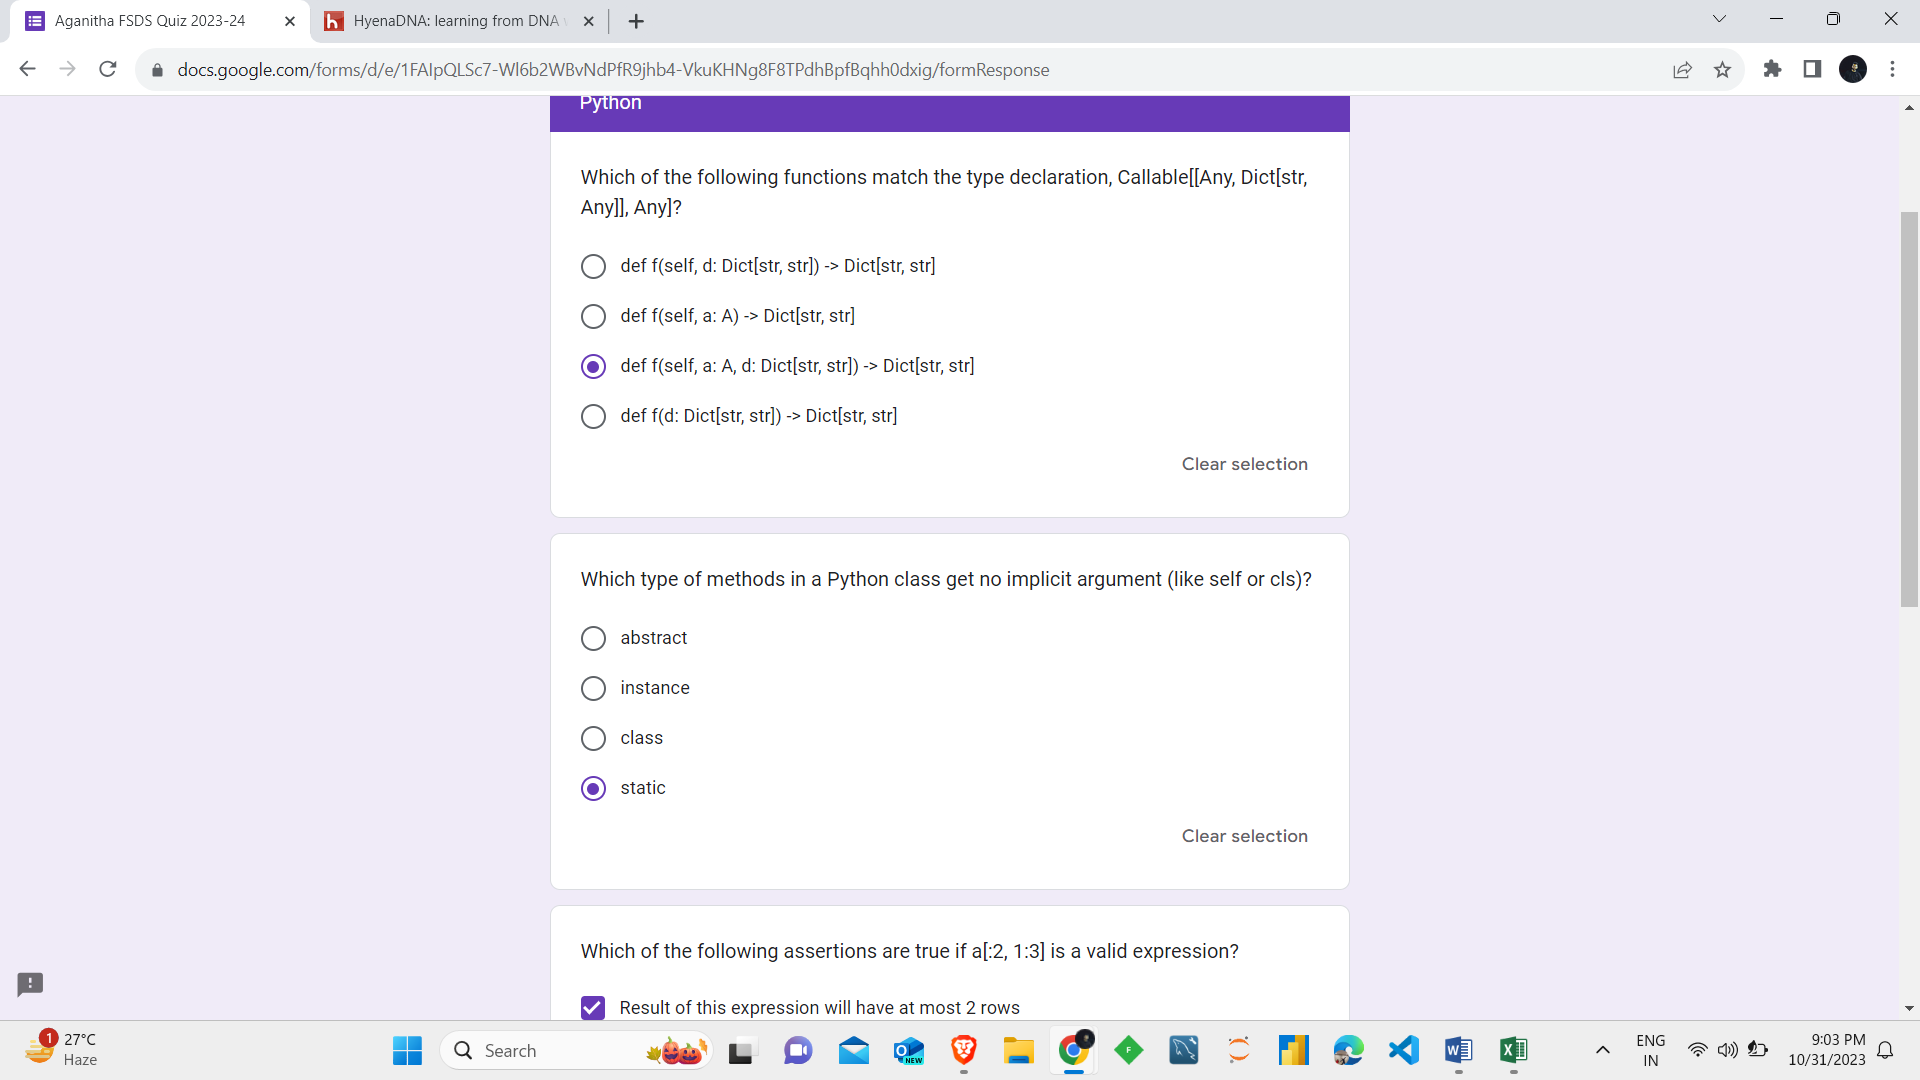 Aganitha FSDS Quiz 2023-24
HyenaDNA: learning from DNA
docs.google.com/forms/d/e/1FAIpQLSc7-Wl6b2WBvNdPfR9jhb4-VkuKHNg8F8TPdhBpfBqhh0dxig/formResponse
Python
Which of the following functions match the type declaration, Callable[[Any, Dict[str,
Any]], Any]?
def f(self, d: Dict[str, str]) -> Dict[str, str]
def f(self, a: A) -> Dict[str, str]
def f(self, a: A, d: Dict[str, str]) -> Dict[str, str]
def f(d: Dict[str, str]) -> Dict[str, str]
Clear selection
Which type of methods in a Python class get no implicit argument (like self or cls)?
abstract
instance
class
static
Clear selection
Which of the following assertions are true if a[:2, 1:3] is a valid expression?
Result of this expression will have at most 2 rows
1
27°C
Haze
Search
NEW
ENG
IN
9:03 PM
10/31/2023